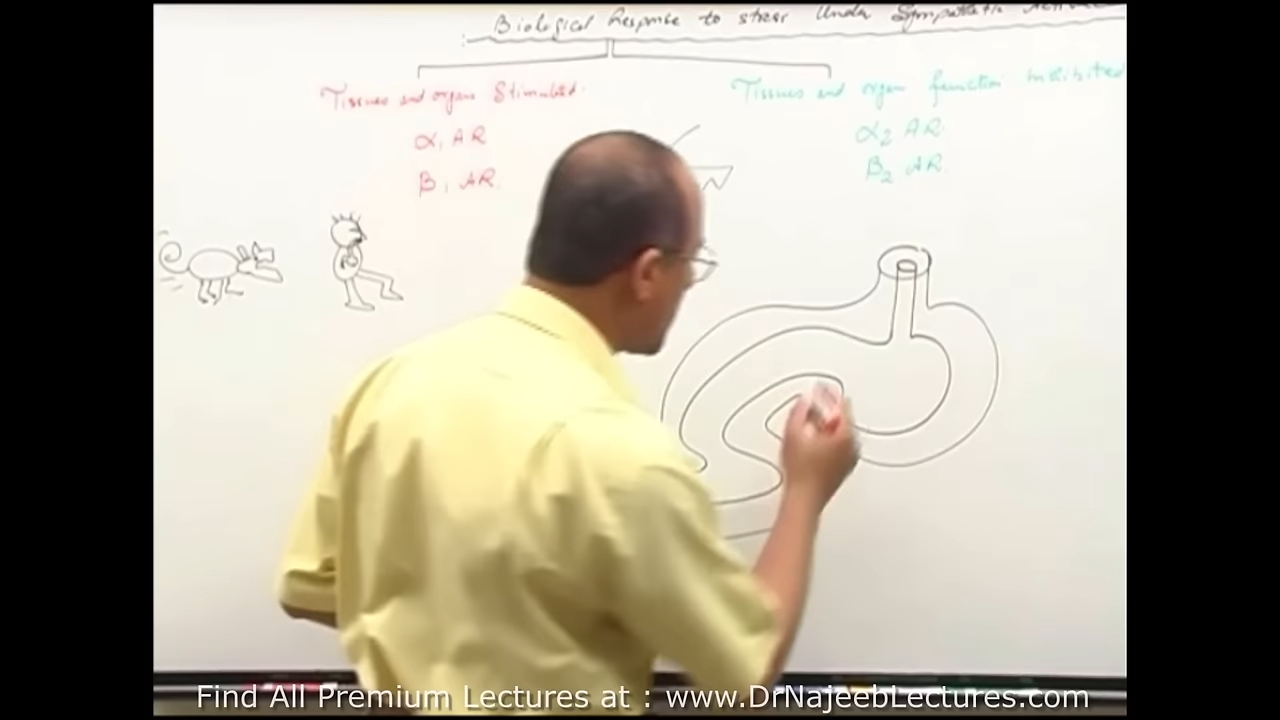 Biological Response to stress Under Sympathetic
Tissues and organs Stimulated
α₁ AR
β₁ AR
Tissues and organ function Inhibited
α₂ AR
β₂ AR
Find All Premium Lectures at : www.DrNajeebLectures.com